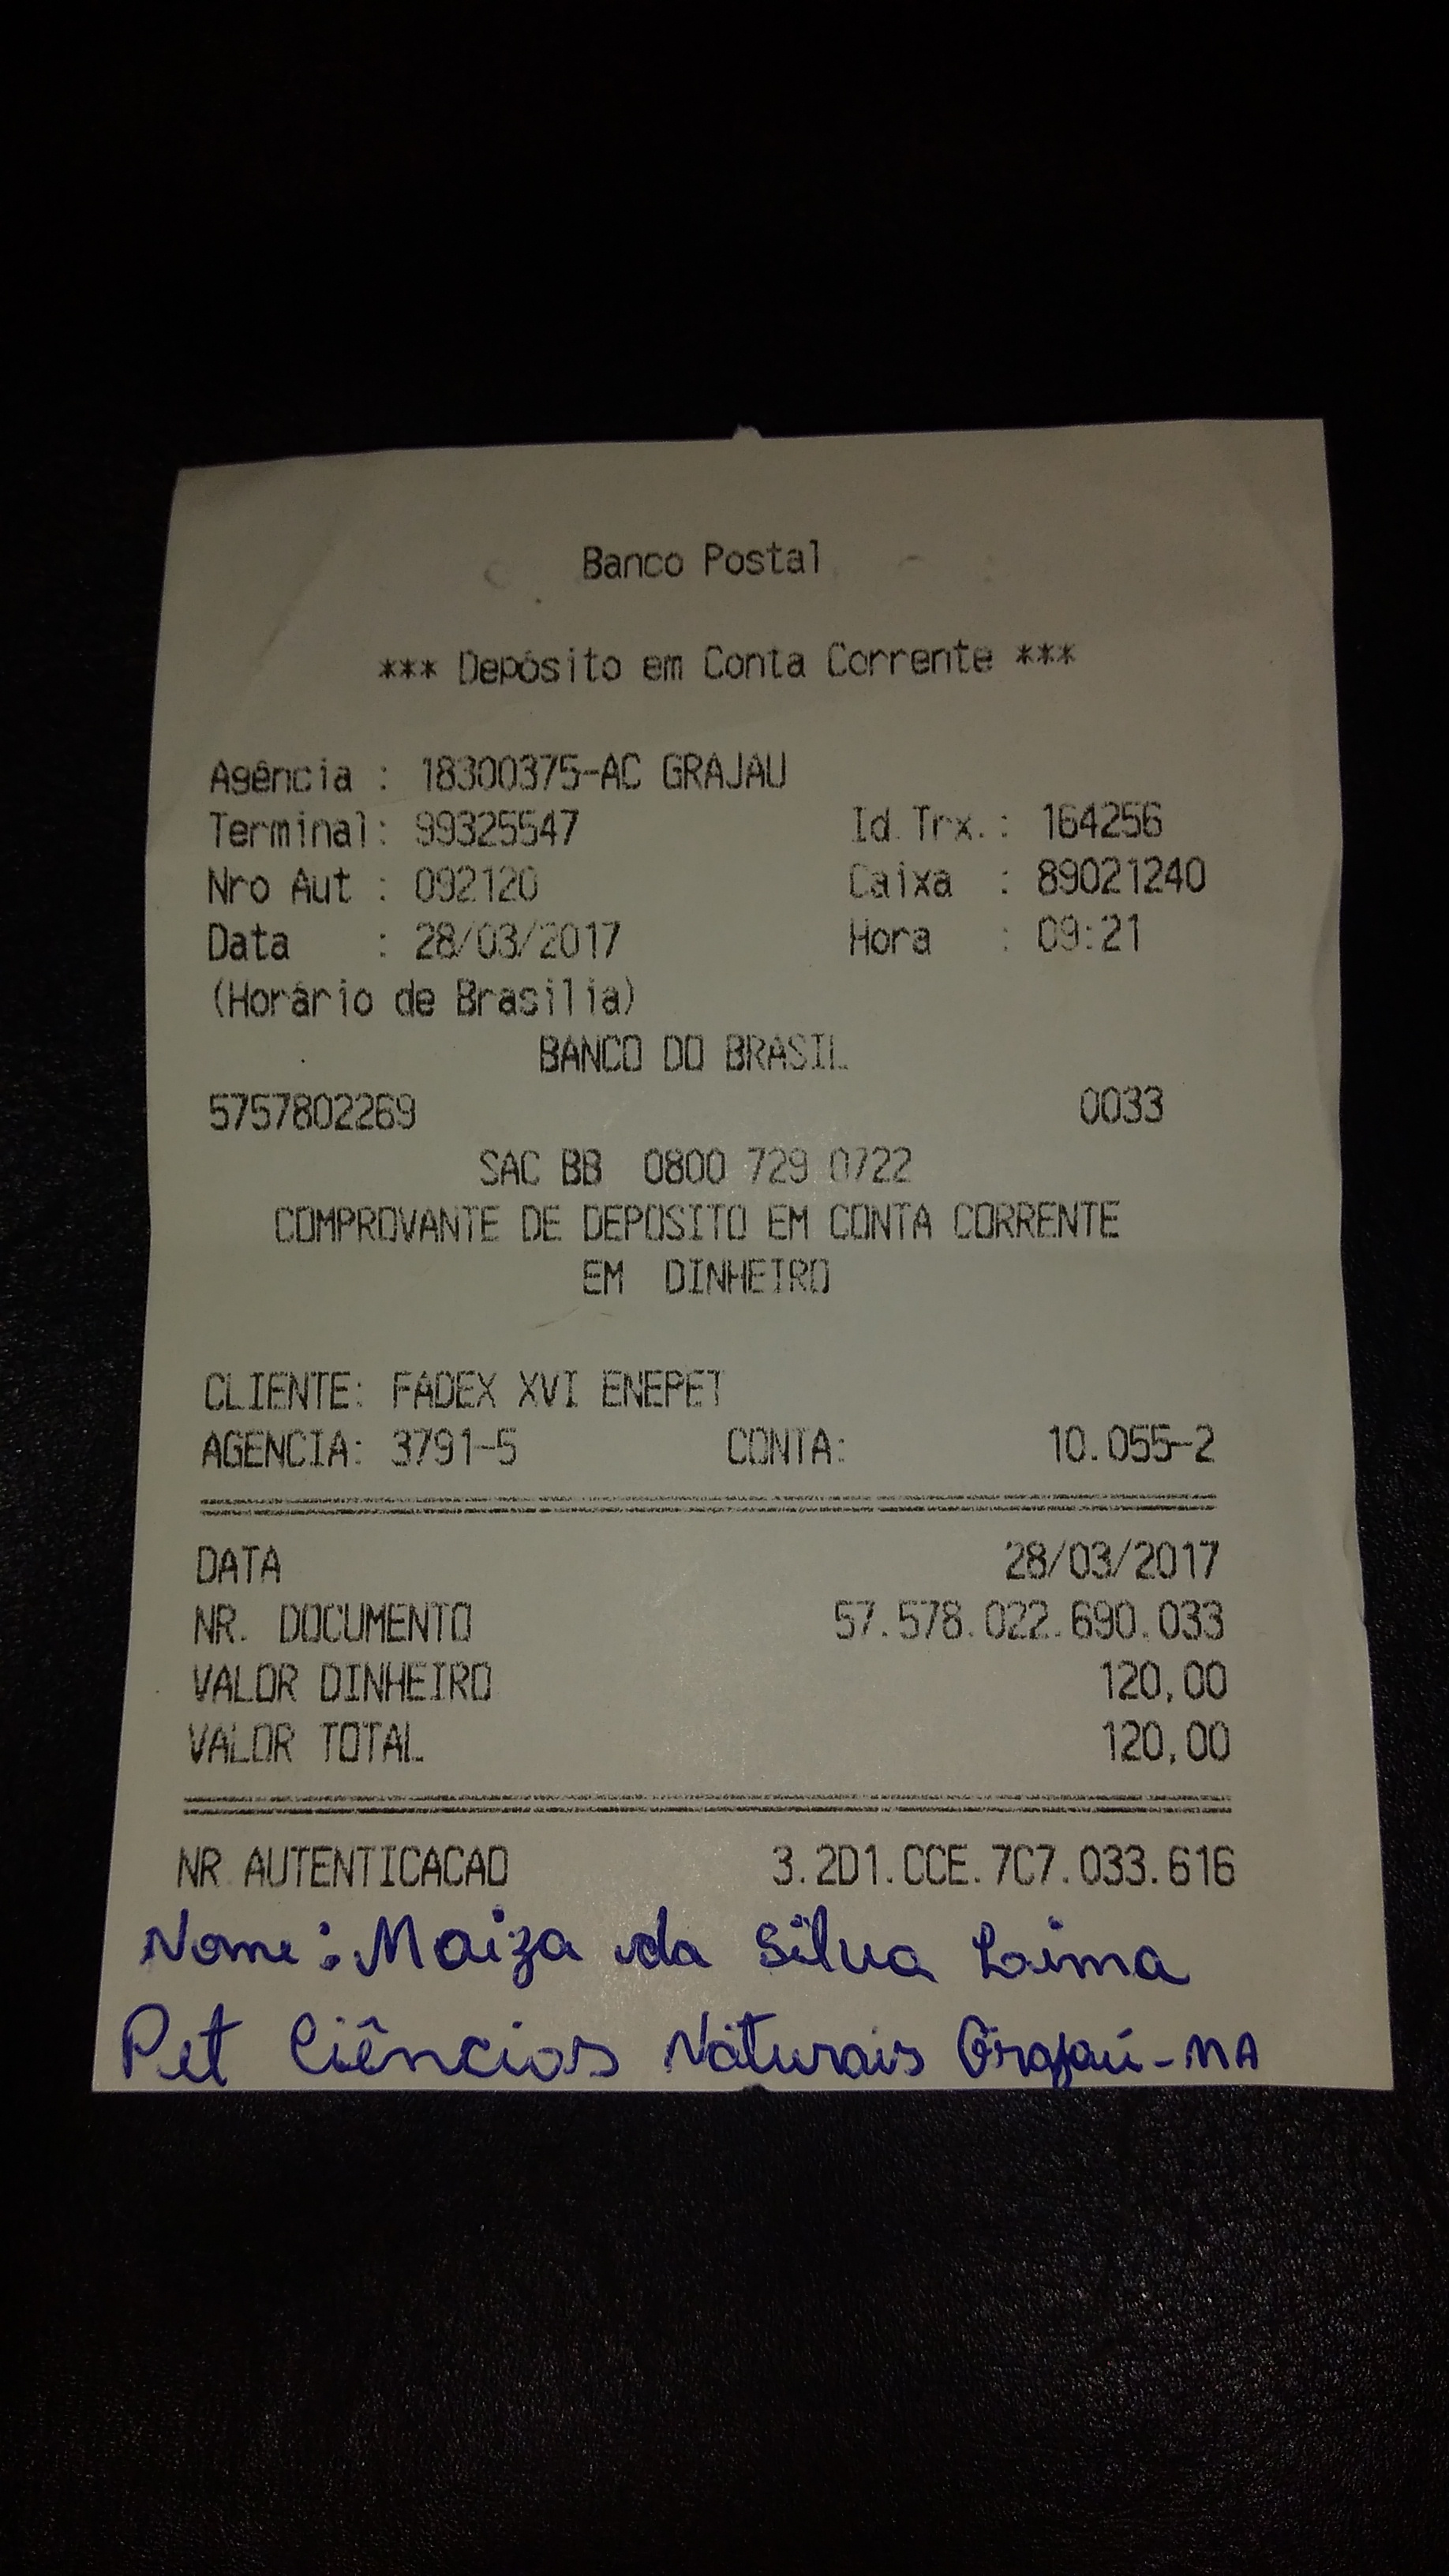 Banco Postal
*** Depósito em Conta Corrente ***
Agência : 18300375-AC GRAJAU
Terminal: 99325547 Id.Trx.: 164256
Nro Aut : 092120 Caixa : 89021240
Data : 28/03/2017 Hora : 09:21
(Horário de Brasília)
BANCO DO BRASIL
5757802269 0033
SAC BB 0800 729 0722
COMPROVANTE DE DEPOSITO EM CONTA CORRENTE
EM DINHEIRO
CLIENTE: FADEX XVI ENEPET
AGENCIA: 3791-5 CONTA: 10.055-2
DATA 28/03/2017
NR. DOCUMENTO 57.578.022.690.033
VALOR DINHEIRO 120,00
VALOR TOTAL 120,00
NR.AUTENTICACAO 3.2D1.CCE.7C7.033.616
Nome: Maiza da Silva Lima
Pet Ciências Naturais Grajaú-MA